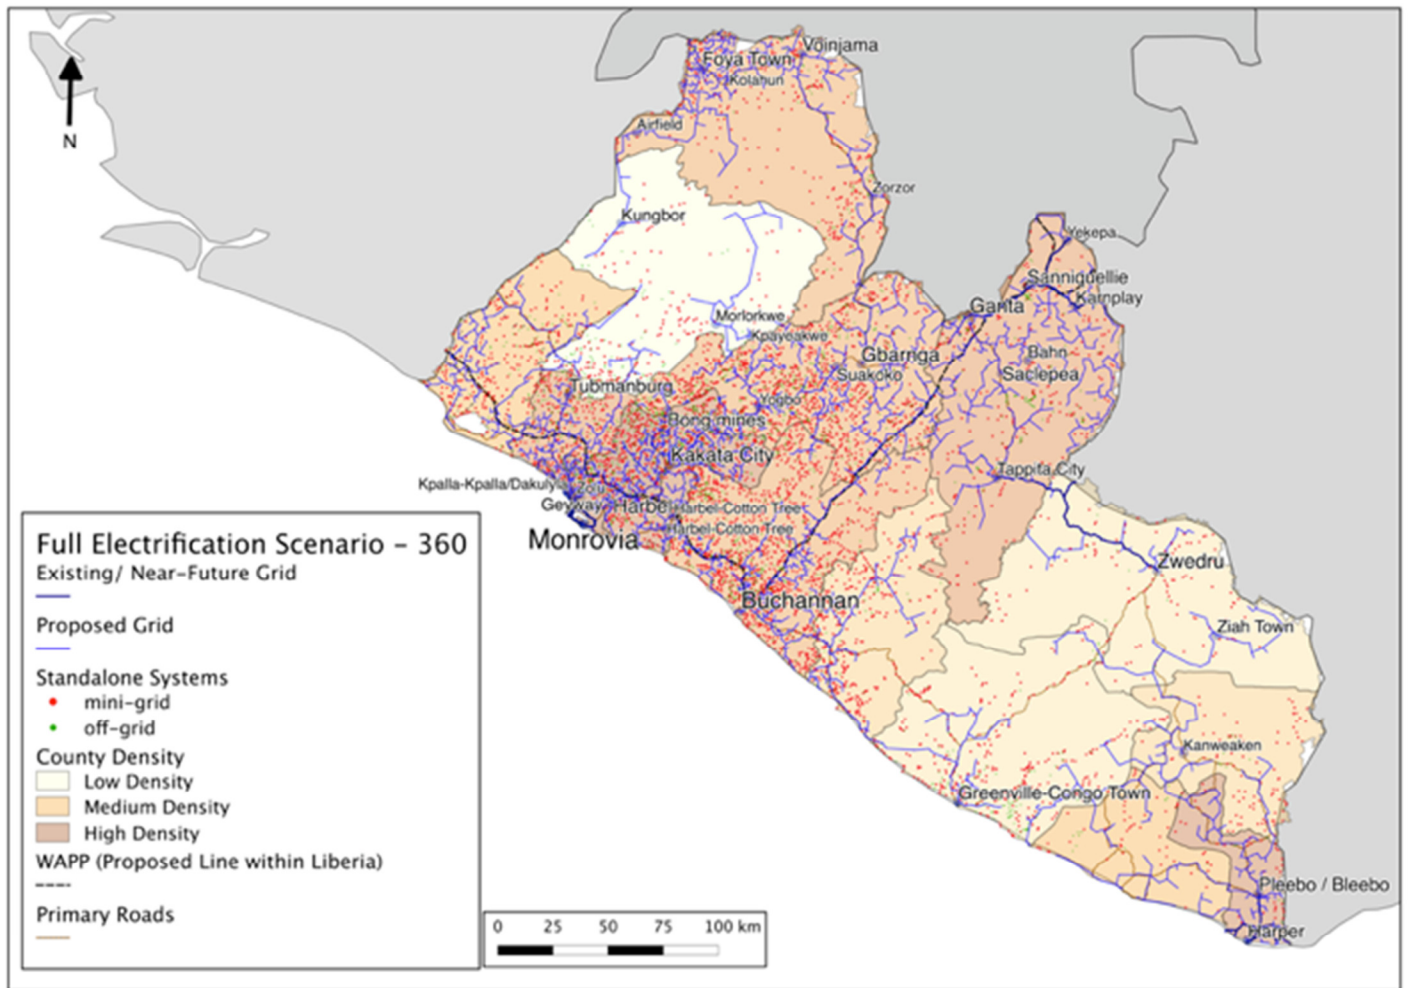 Voinjama
Foya Town
Kolahun
Airfield
N
Zorzor
Kungbor
Yekepa
Sanniquellie
Karnplay
Ganta
Morlorkwe
Kpayeakwe
Gbarnga
Bahn
Suakoko
Saclepea
Tubmanburg
Yogbo
Bong mines
Kakata City
Tappita City
Kpalla-Kpalla/Dakuly
Zolu
Geyway
Harbel
Harbel-Cotton Tree
Harbel-Cotton Tree
Monrovia
Zwedru
Buchannan
Ziah Town
Kanweaken
Greenville-Congo Town
Pleebo / Bleebo
Harper
Full Electrification Scenario - 360
Existing/ Near-Future Grid
Proposed Grid
Standalone Systems
mini-grid
off-grid
County Density
Low Density
Medium Density
High Density
WAPP (Proposed Line within Liberia)
Primary Roads
0 25 50 75 100 km